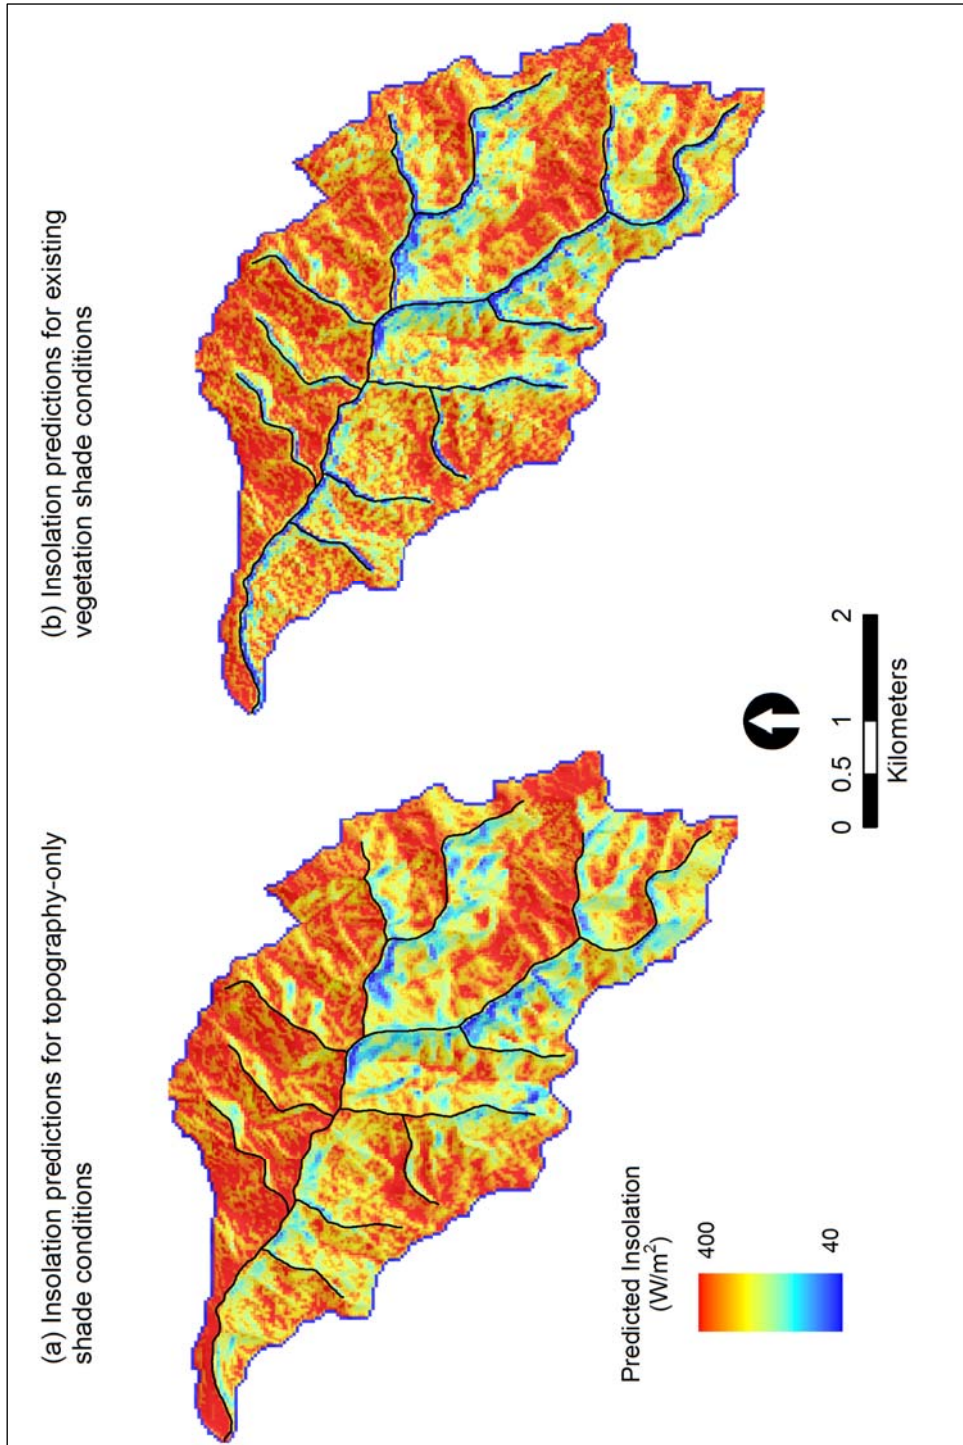 (a) Insolation predictions for topography-only
shade conditions
(b) Insolation predictions for existing
vegetation shade conditions
Predicted Insolation
(W/m²)
400
40
0 0.5 1 2
Kilometers